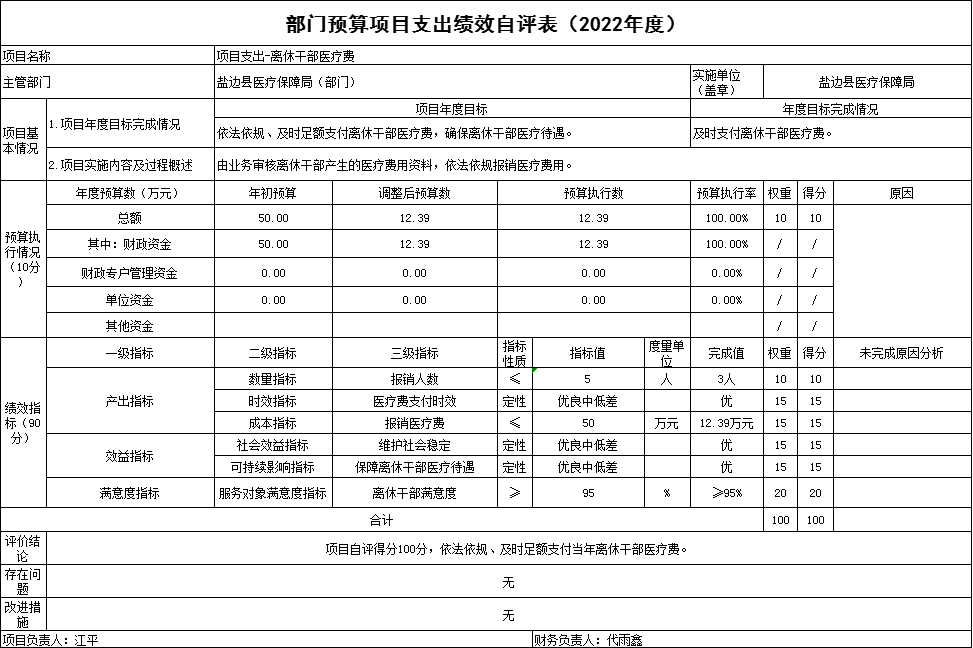 部门预算项目支出绩效自评表（2022年度）
项目名称 项目支出-离休干部医疗费
主管部门 盐边县医疗保障局（部门） 实施单位（盖章） 盐边县医疗保障局
项目基本情况 1.项目年度目标完成情况 项目年度目标 年度目标完成情况
依法依规、及时足额支付离休干部医疗费，确保离休干部医疗待遇。 及时支付离休干部医疗费。
2.项目实施内容及过程概述 由业务审核离休干部产生的医疗费用资料，依法依规报销医疗费用。
预算执行情况（10分） 年度预算数（万元） 年初预算 调整后预算数 预算执行数 预算执行率 权重 得分 原因
总额 50.00 12.39 12.39 100.00% 10 10
其中：财政资金 50.00 12.39 12.39 100.00% / /
财政专户管理资金 0.00 0.00 0.00 0.00% / /
单位资金 0.00 0.00 0.00 0.00% / /
其他资金 / /
绩效指标（90分） 一级指标 二级指标 三级指标 指标性质 指标值 度量单位 完成值 权重 得分 未完成原因分析
产出指标 数量指标 报销人数 ≤ 5 人 3人 10 10
时效指标 医疗费支付时效 定性 优良中低差 优 15 15
成本指标 报销医疗费 ≤ 50 万元 12.39万元 15 15
效益指标 社会效益指标 维护社会稳定 定性 优良中低差 优 15 15
可持续影响指标 保障离休干部医疗待遇 定性 优良中低差 优 15 15
满意度指标 服务对象满意度指标 离休干部满意度 ≥ 95 % ≥95% 20 20
合计 100 100
评价结论 项目自评得分100分，依法依规、及时足额支付当年离休干部医疗费。
存在问题 无
改进措施 无
项目负责人：江平 财务负责人：代雨鑫